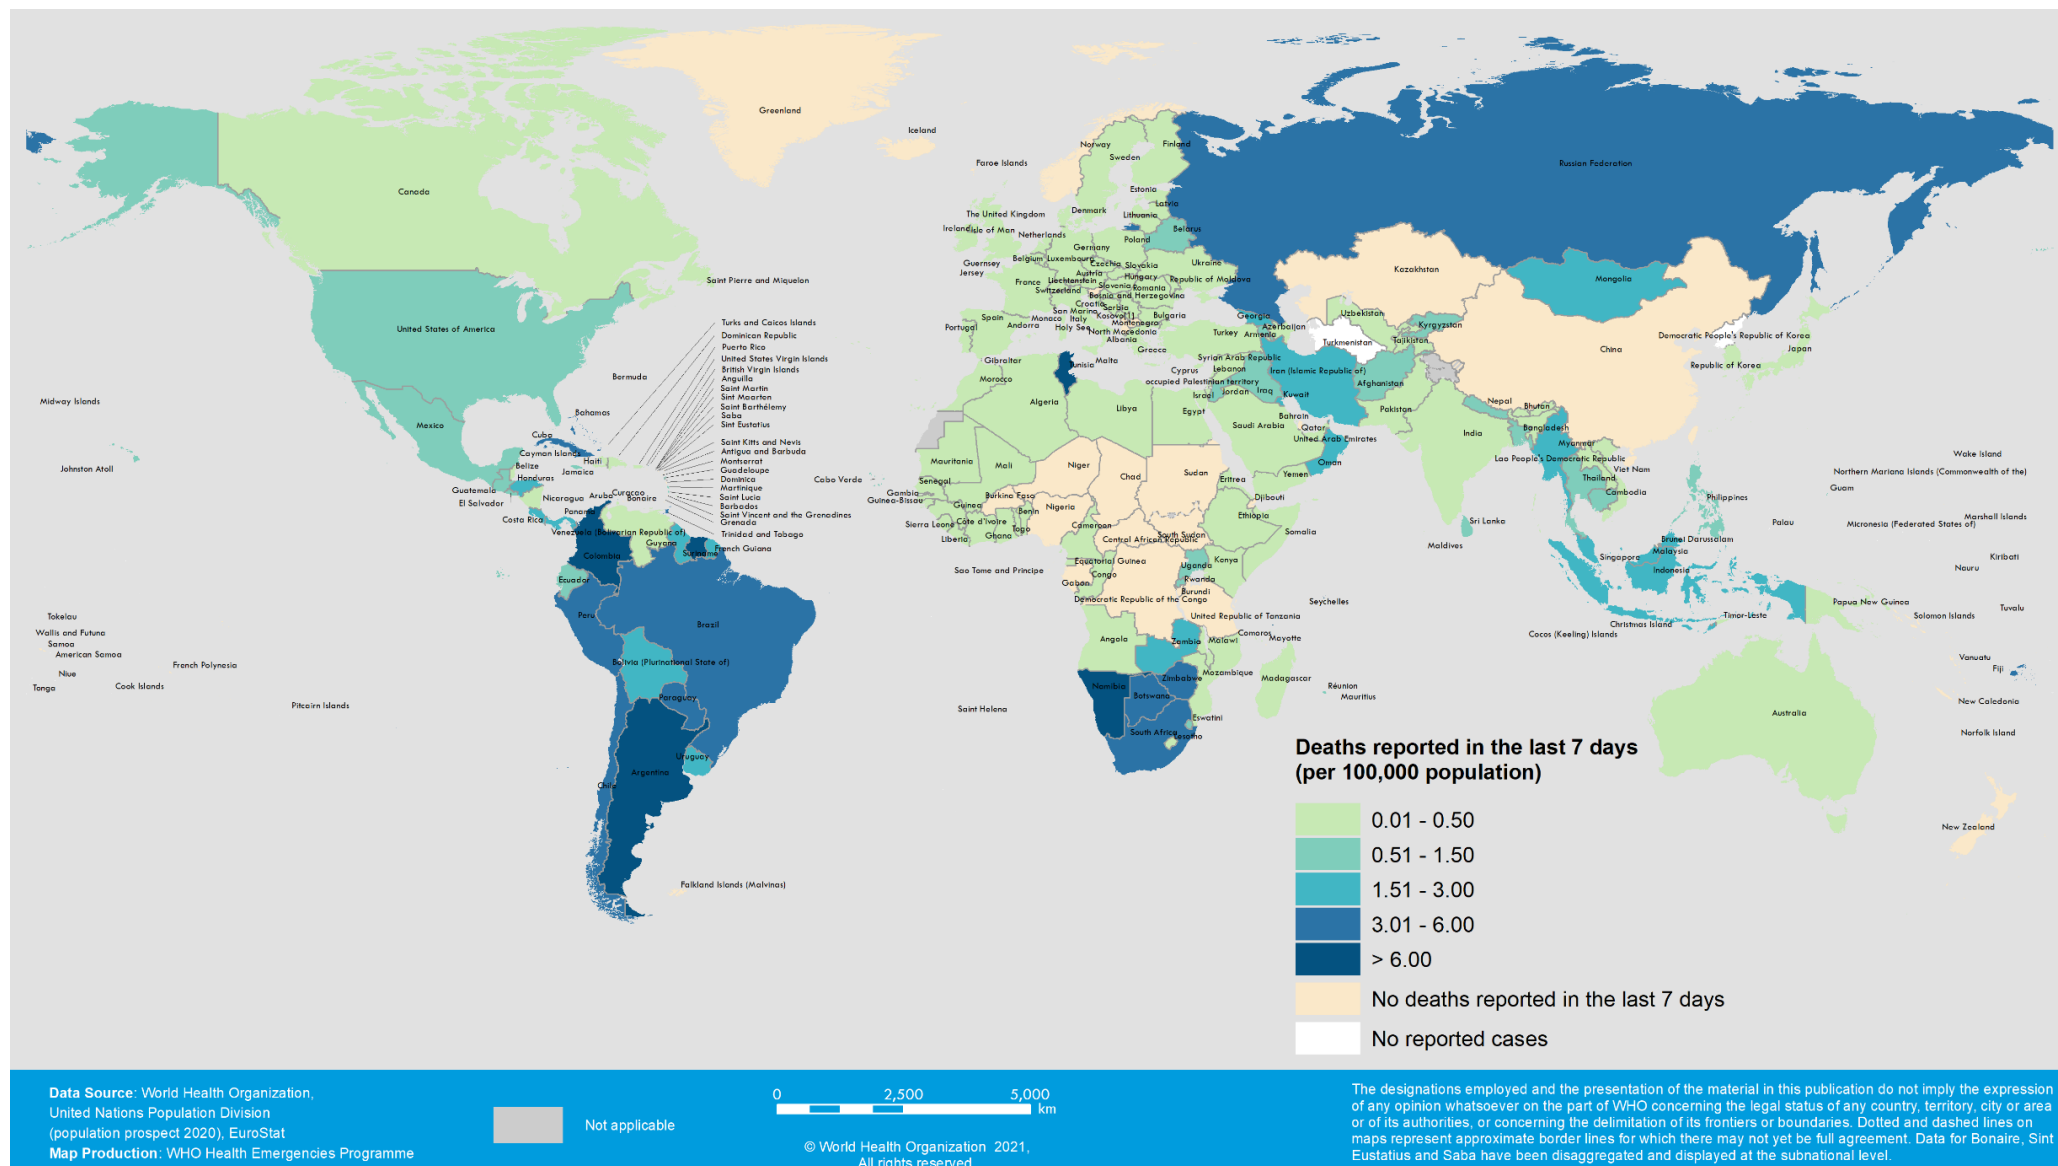 Greenland
Iceland
Faroe Islands
Norway
Sweden
Finland
Russian Federation
Canada
Estonia
Latvia
Denmark
Lithuania
The United Kingdom
Ireland
Isle of Man
Netherlands
Belarus
Poland
Germany
Guernsey
Jersey
Belgium
Luxembourg
Czechia
Slovakia
Ukraine
Austria
France
Liechtenstein
Hungary
Republic of Moldova
Switzerland
Slovenia
Romania
Bosnia and Herzegovina
Croatia
Serbia
San Marino
Kosovo[1]
Bulgaria
Monaco
Italy
Montenegro
Spain
Andorra
Portugal
Holy See
North Macedonia
Albania
Greece
Turkey
Georgia
Armenia
Azerbaijan
Kazakhstan
Mongolia
Uzbekistan
Kyrgyzstan
Turkmenistan
Tajikistan
China
Democratic People's Republic of Korea
Japan
Republic of Korea
Saint Pierre and Miquelon
United States of America
Bermuda
Turks and Caicos Islands
Dominican Republic
Puerto Rico
United States Virgin Islands
British Virgin Islands
Anguilla
Saint Martin
Sint Maarten
Saint Barthélemy
Saba
Sint Eustatius
Saint Kitts and Nevis
Antigua and Barbuda
Montserrat
Guadeloupe
Dominica
Martinique
Saint Lucia
Barbados
Saint Vincent and the Grenadines
Grenada
Trinidad and Tobago
Midway Islands
Johnston Atoll
Mexico
Bahamas
Cuba
Cayman Islands
Haiti
Belize
Jamaica
Honduras
Guatemala
El Salvador
Nicaragua
Aruba
Curacao
Bonaire
Costa Rica
Panama
Venezuela (Bolivarian Republic of)
Guyana
Suriname
French Guiana
Colombia
Ecuador
Peru
Brazil
Bolivia (Plurinational State of)
Paraguay
Uruguay
Argentina
Chile
Falkland Islands (Malvinas)
Tokelau
Wallis and Futuna
Samoa
American Samoa
Niue
Tonga
Cook Islands
French Polynesia
Pitcairn Islands
Gibraltar
Tunisia
Malta
Cyprus
Syrian Arab Republic
Lebanon
occupied Palestinian territory
Israel
Jordan
Iraq
Iran (Islamic Republic of)
Kuwait
Afghanistan
Morocco
Algeria
Libya
Egypt
Saudi Arabia
Bahrain
Qatar
United Arab Emirates
Oman
Yemen
Pakistan
India
Nepal
Bhutan
Bangladesh
Myanmar
Lao People's Democratic Republic
Viet Nam
Thailand
Cambodia
Philippines
Sri Lanka
Maldives
Cabo Verde
Mauritania
Mali
Niger
Chad
Sudan
Eritrea
Djibouti
Senegal
Gambia
Guinea-Bissau
Guinea
Burkina Faso
Benin
Nigeria
Sierra Leone
Côte d'Ivoire
Togo
Liberia
Ghana
Cameroon
Central African Republic
South Sudan
Ethiopia
Somalia
Sao Tome and Principe
Equatorial Guinea
Gabon
Congo
Uganda
Kenya
Rwanda
Burundi
Democratic Republic of the Congo
United Republic of Tanzania
Seychelles
Angola
Zambia
Malawi
Comoros
Mayotte
Mozambique
Madagascar
Réunion
Mauritius
Namibia
Zimbabwe
Botswana
Eswatini
South Africa
Lesotho
Saint Helena
Brunei Darussalam
Malaysia
Singapore
Indonesia
Timor-Leste
Christmas Island
Cocos (Keeling) Islands
Papua New Guinea
Solomon Islands
Wake Island
Northern Mariana Islands (Commonwealth of the)
Guam
Palau
Micronesia (Federated States of)
Marshall Islands
Kiribati
Nauru
Tuvalu
Vanuatu
Fiji
New Caledonia
Norfolk Island
Australia
New Zealand
Deaths reported in the last 7 days
(per 100,000 population)
0.01 - 0.50
0.51 - 1.50
1.51 - 3.00
3.01 - 6.00
> 6.00
No deaths reported in the last 7 days
No reported cases
Data Source: World Health Organization,
United Nations Population Division
(population prospect 2020), EuroStat
Map Production: WHO Health Emergencies Programme
Not applicable
0 2,500 5,000
km
© World Health Organization 2021,
All rights reserved
The designations employed and the presentation of the material in this publication do not imply the expression
of any opinion whatsoever on the part of WHO concerning the legal status of any country, territory, city or area
or of its authorities, or concerning the delimitation of its frontiers or boundaries. Dotted and dashed lines on
maps represent approximate border lines for which there may not yet be full agreement. Data for Bonaire, Sint
Eustatius and Saba have been disaggregated and displayed at the subnational level.